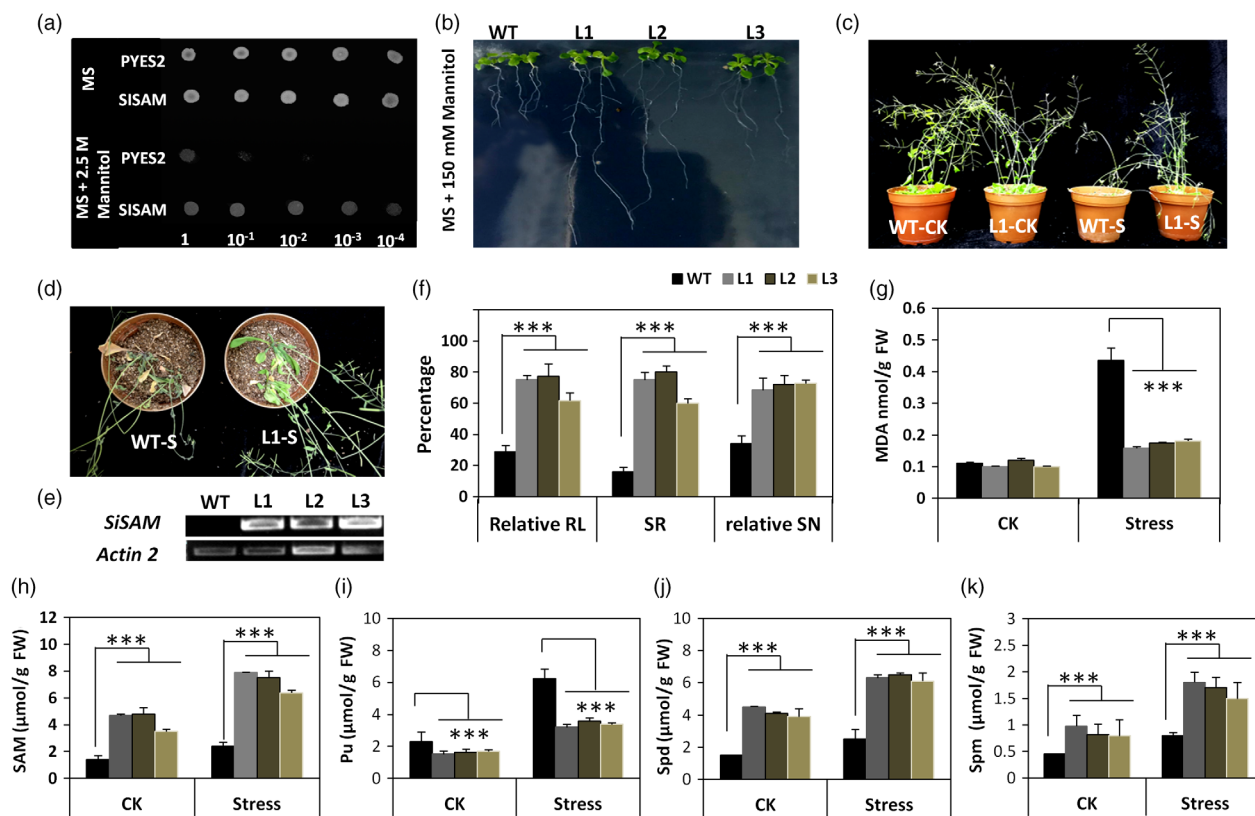 (a)
MS
PYES2
SISAM
MS + 2.5 M
Mannitol
PYES2
SISAM
1 10-1 10-2 10-3 10-4
(b)
WT L1 L2 L3
MS + 150 mM Mannitol
(c)
WT-CK L1-CK WT-S L1-S
(d)
WT-S L1-S
(e)
WT L1 L2 L3
SiSAM
Actin 2
(f)
WT L1 L2 L3
Percentage
100
80
60
40
20
0
*** *** ***
Relative RL SR relative SN
(g)
MDA nmol/g FW
0.6
0.5
0.4
0.3
0.2
0.1
0
***
CK Stress
(h)
SAM (µmol/g FW)
12
10
8
6
4
2
0
*** ***
CK Stress
(i)
Pu (µmol/g FW)
10
8
6
4
2
0
*** ***
CK Stress
(j)
Spd (µmol/g FW)
10
8
6
4
2
0
*** ***
CK Stress
(k)
Spm (µmol/g FW)
3
2.5
2
1.5
1
0.5
0
*** ***
CK Stress